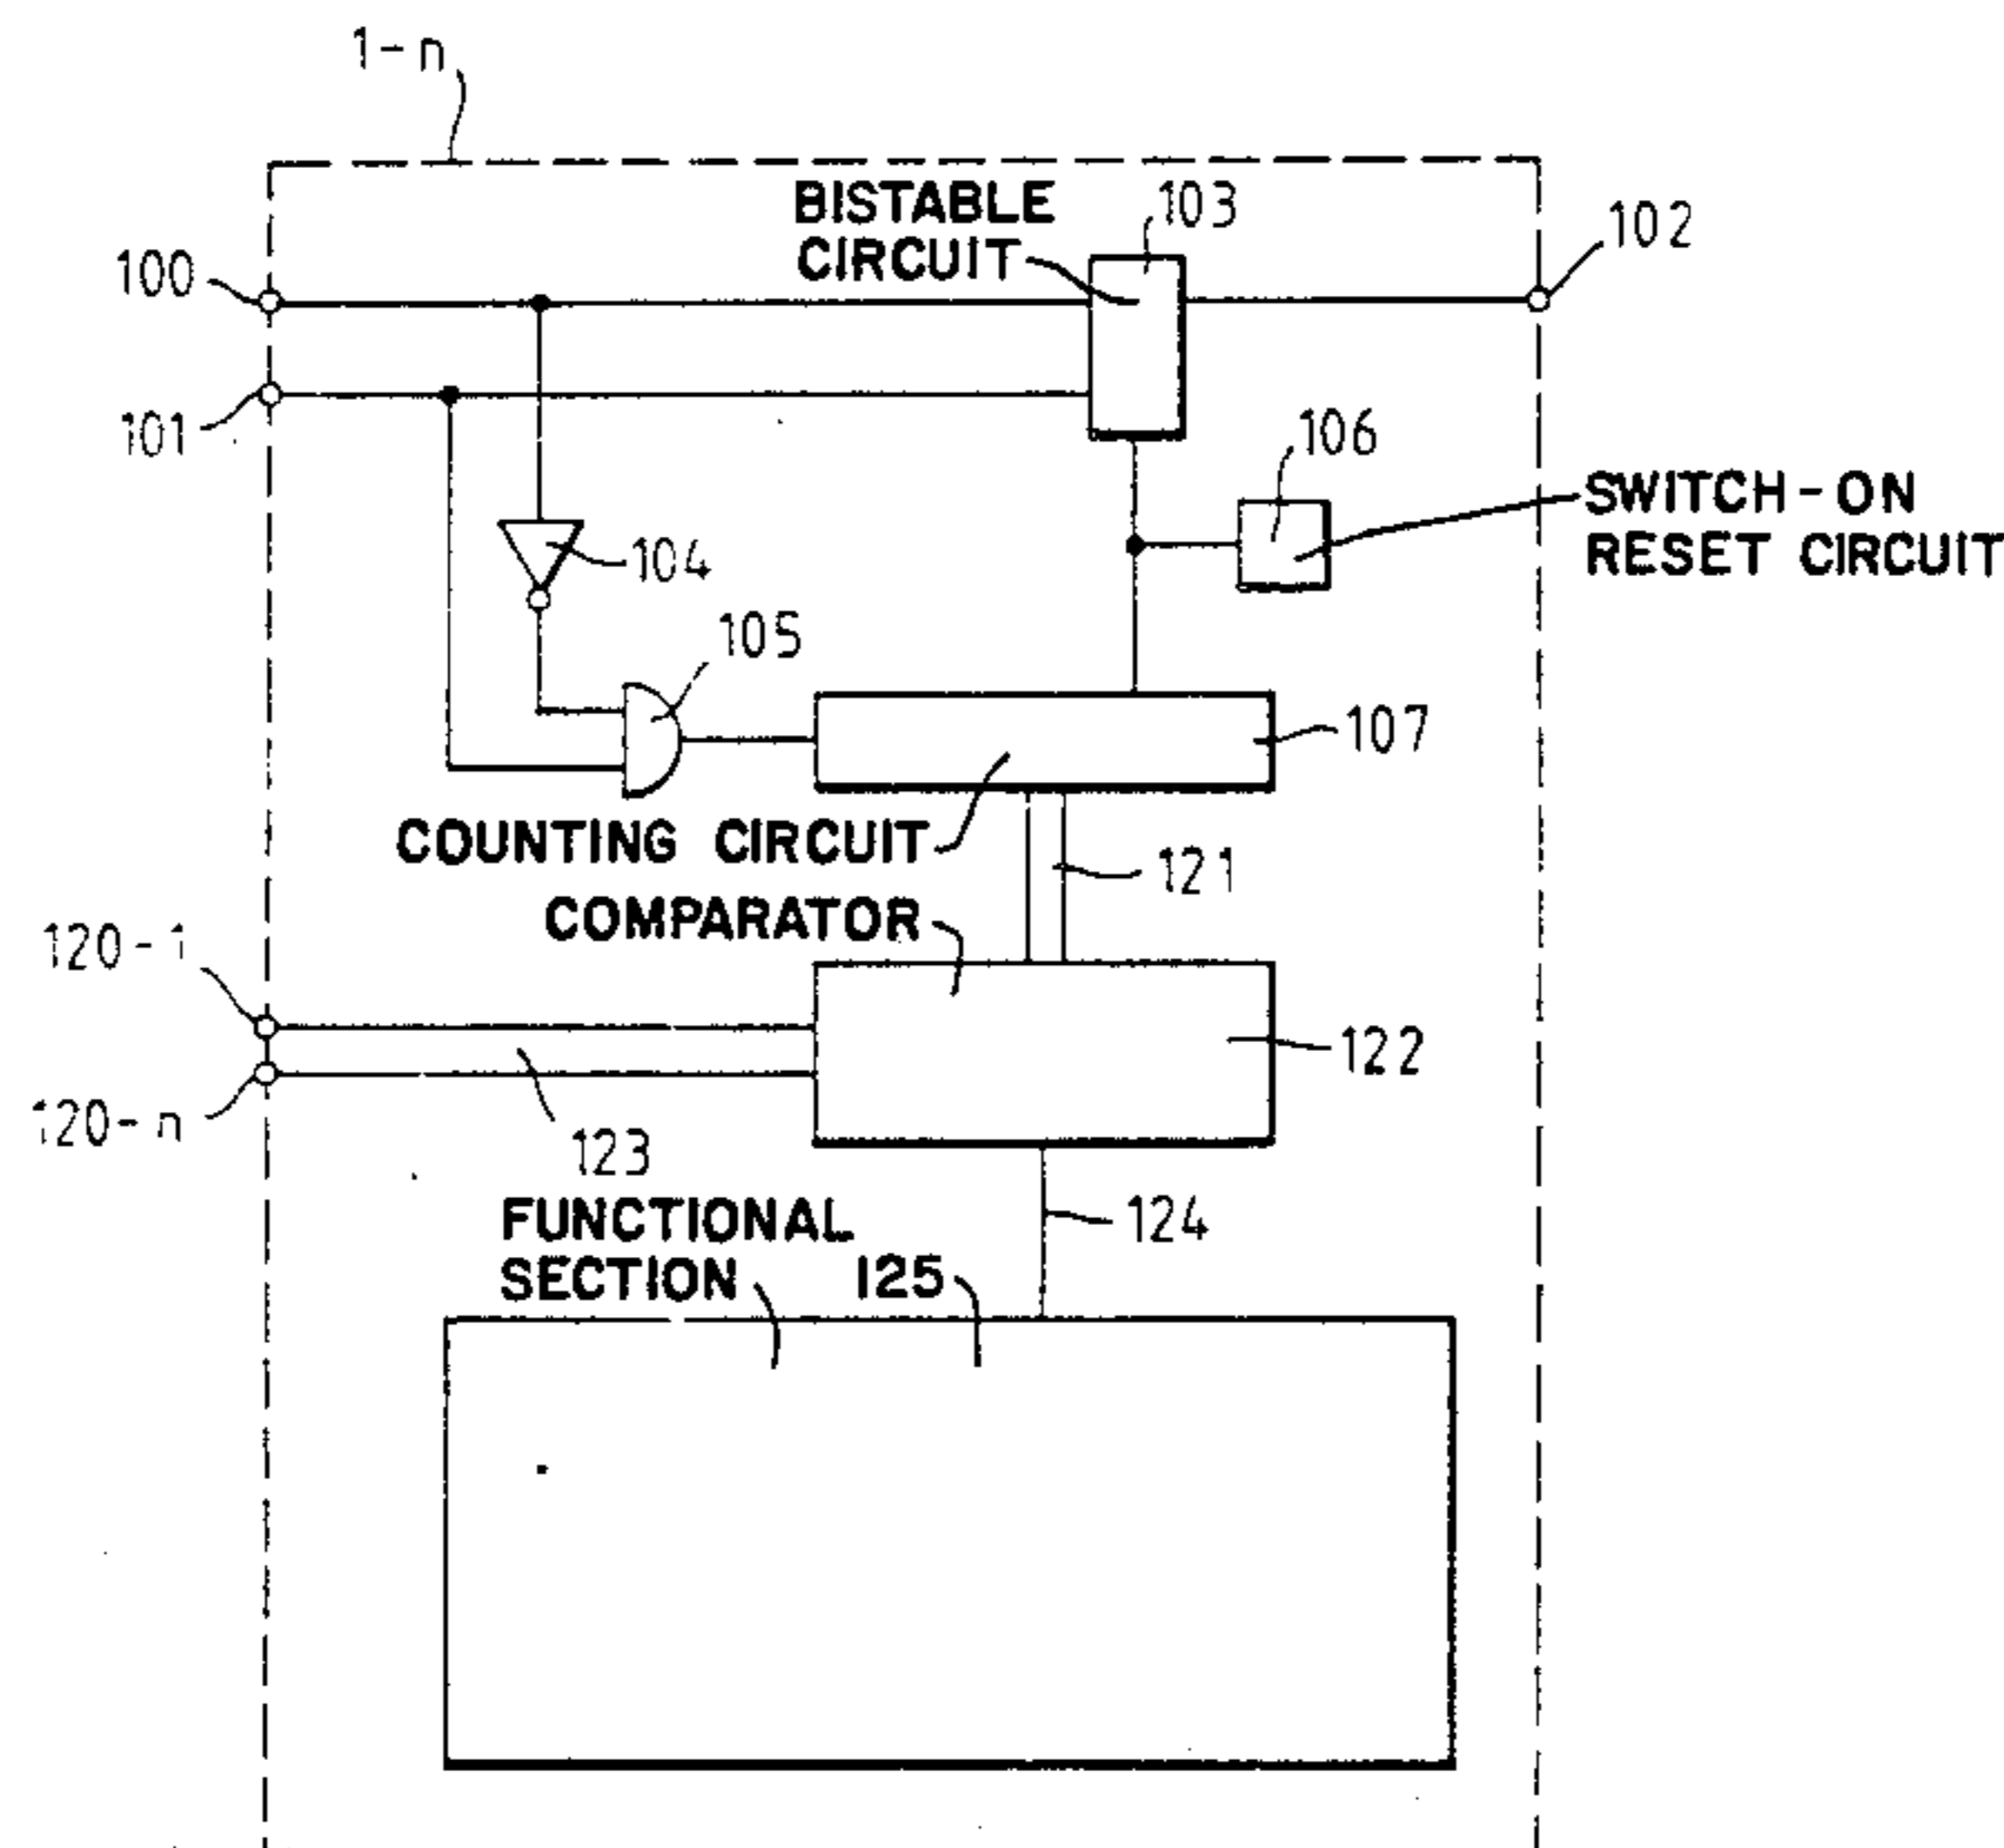 1-n
BISTABLE
CIRCUIT
103
102
100
101
106
SWITCH-ON
RESET CIRCUIT
104
105
107
COUNTING CIRCUIT
121
COMPARATOR
120-1
122
120-n
123
FUNCTIONAL
SECTION
124
125